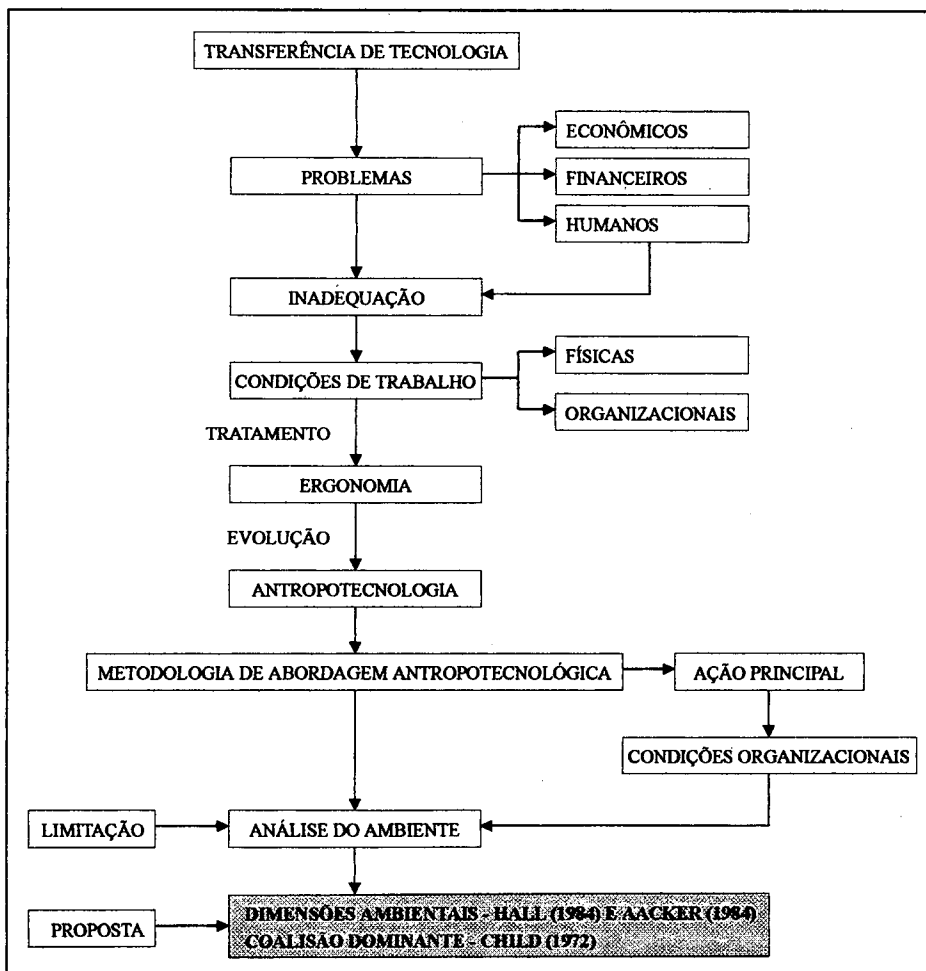 TRANSFERÊNCIA DE TECNOLOGIA
ECONÔMICOS
PROBLEMAS
FINANCEIROS
HUMANOS
INADEQUAÇÃO
FÍSICAS
CONDIÇÕES DE TRABALHO
ORGANIZACIONAIS
TRATAMENTO
ERGONOMIA
EVOLUÇÃO
ANTROPOTECNOLOGIA
METODOLOGIA DE ABORDAGEM ANTROPOTECNOLÓGICA
AÇÃO PRINCIPAL
CONDIÇÕES ORGANIZACIONAIS
LIMITAÇÃO
ANÁLISE DO AMBIENTE
PROPOSTA
DIMENSÕES AMBIENTAIS - HALL (1984) E AACKER (1984)
COALISÃO DOMINANTE - CHILD (1972)